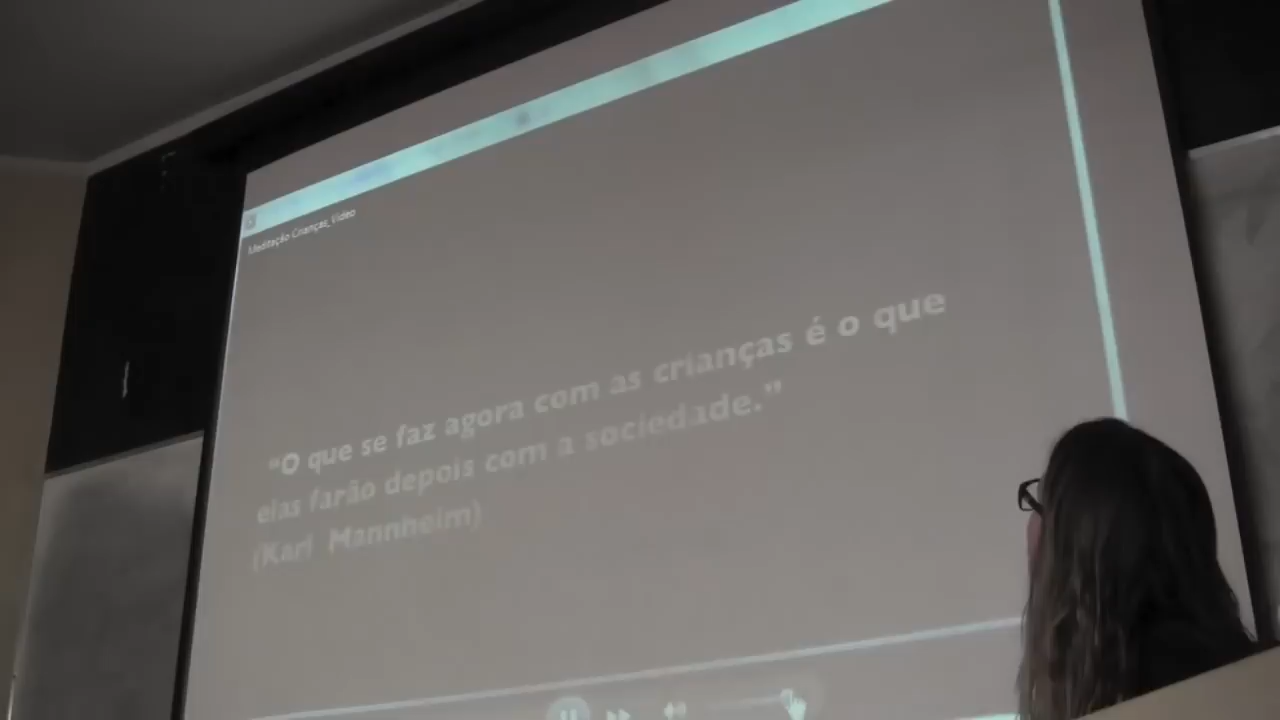 Meditação Crianças_Video
"O que se faz agora com as crianças é o que
elas farão depois com a sociedade."
(Karl Mannheim)